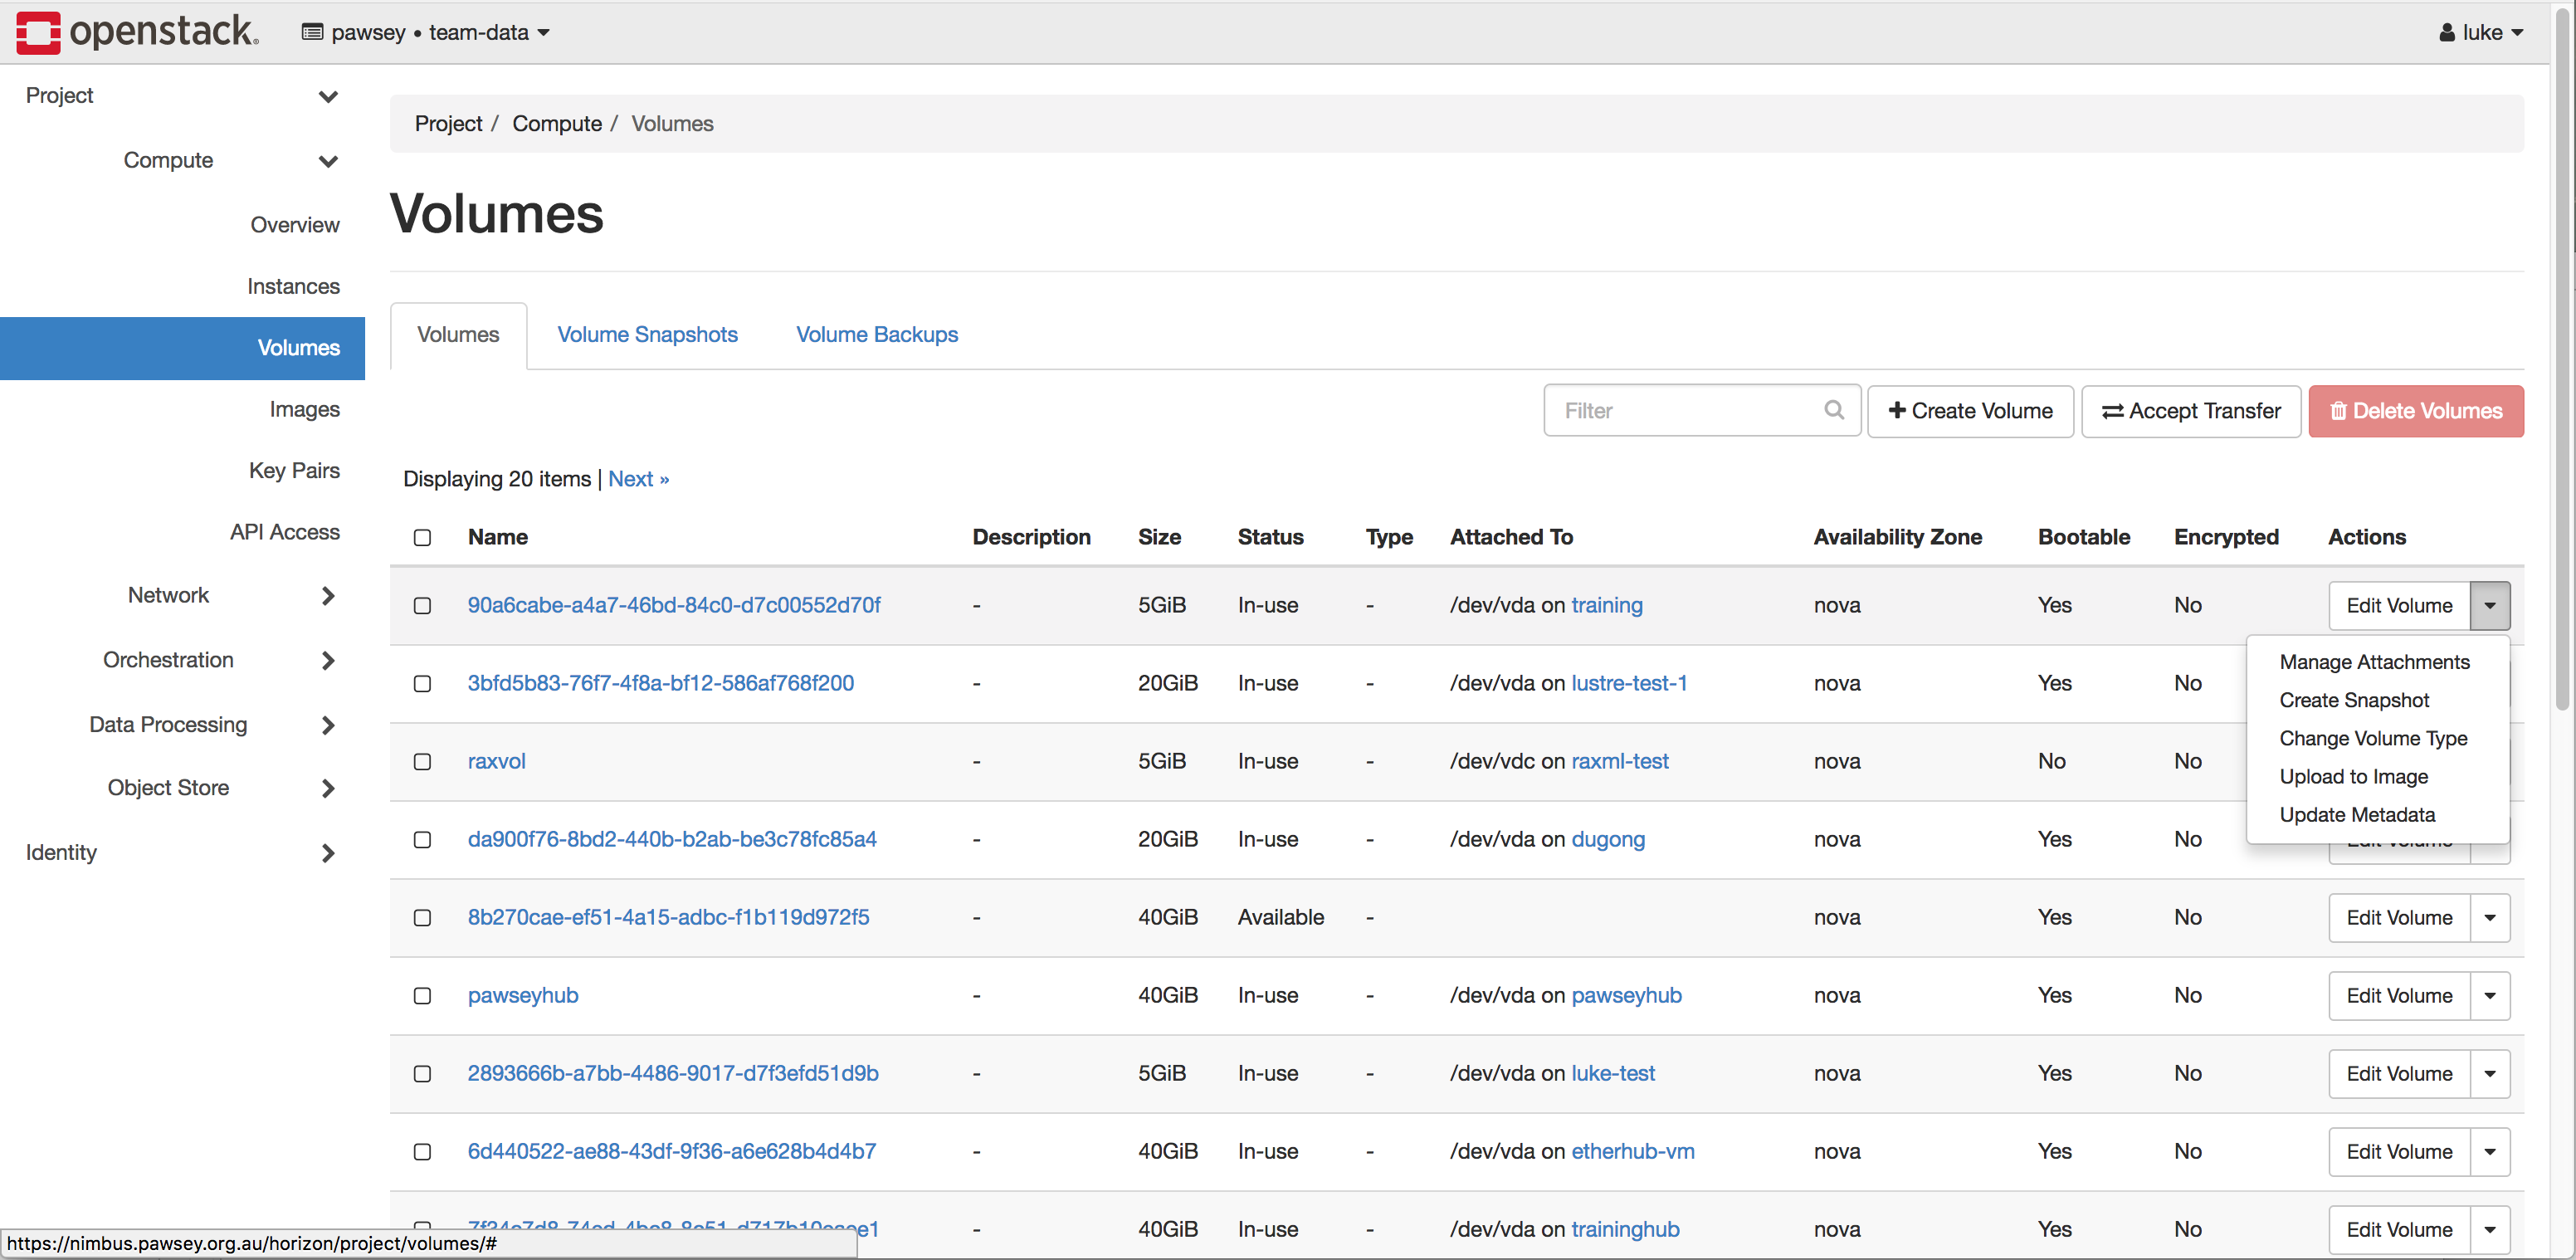 openstack.
pawsey • team-data
luke
Project
Compute
Overview
Instances
Volumes
Images
Key Pairs
API Access
Network
Orchestration
Data Processing
Object Store
Identity
Project / Compute / Volumes
Volumes
Volumes Volume Snapshots Volume Backups
Filter Create Volume Accept Transfer Delete Volumes
Displaying 20 items | Next »
Name Description Size Status Type Attached To Availability Zone Bootable Encrypted Actions
90a6cabe-a4a7-46bd-84c0-d7c00552d70f - 5GiB In-use - /dev/vda on training nova Yes No Edit Volume
Manage Attachments
Create Snapshot
Change Volume Type
Upload to Image
Update Metadata
3bfd5b83-76f7-4f8a-bf12-586af768f200 - 20GiB In-use - /dev/vda on lustre-test-1 nova Yes No
raxvol - 5GiB In-use - /dev/vdc on raxml-test nova No No
da900f76-8bd2-440b-b2ab-be3c78fc85a4 - 20GiB In-use - /dev/vda on dugong nova Yes No
8b270cae-ef51-4a15-adbc-f1b119d972f5 - 40GiB Available - nova Yes No Edit Volume
pawseyhub - 40GiB In-use - /dev/vda on pawseyhub nova Yes No Edit Volume
2893666b-a7bb-4486-9017-d7f3efd51d9b - 5GiB In-use - /dev/vda on luke-test nova Yes No Edit Volume
6d440522-ae88-43df-9f36-a6e628b4d4b7 - 40GiB In-use - /dev/vda on etherhub-vm nova Yes No Edit Volume
- 40GiB In-use - /dev/vda on traininghub nova Yes No Edit Volume
https://nimbus.pawsey.org.au/horizon/project/volumes/#